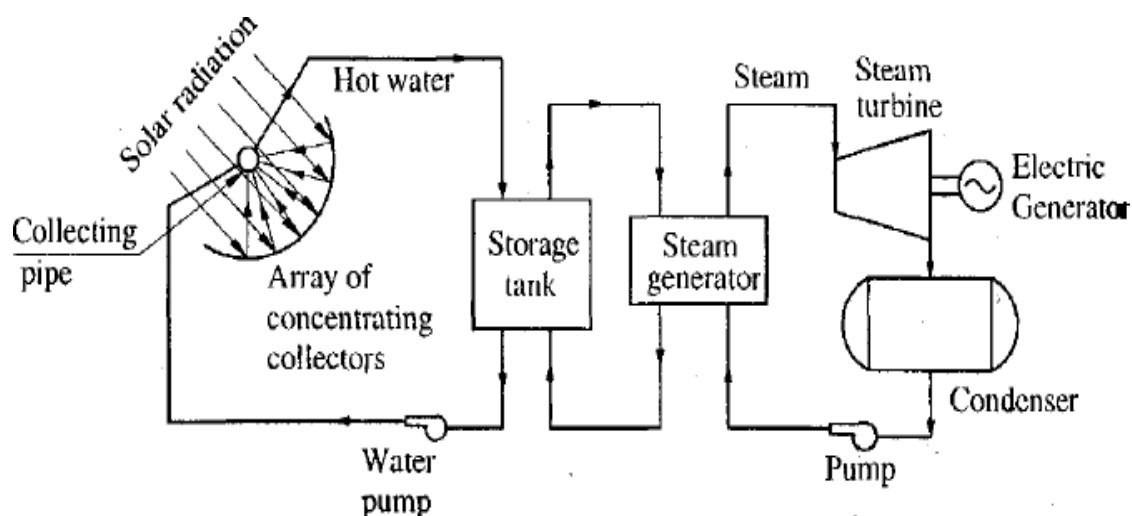 Solar radiation
Hot water
Collecting
pipe
Array of
concentrating
collectors
Water
pump
Storage
tank
Steam
generator
Steam
Steam
turbine
Electric
Generator
Condenser
Pump